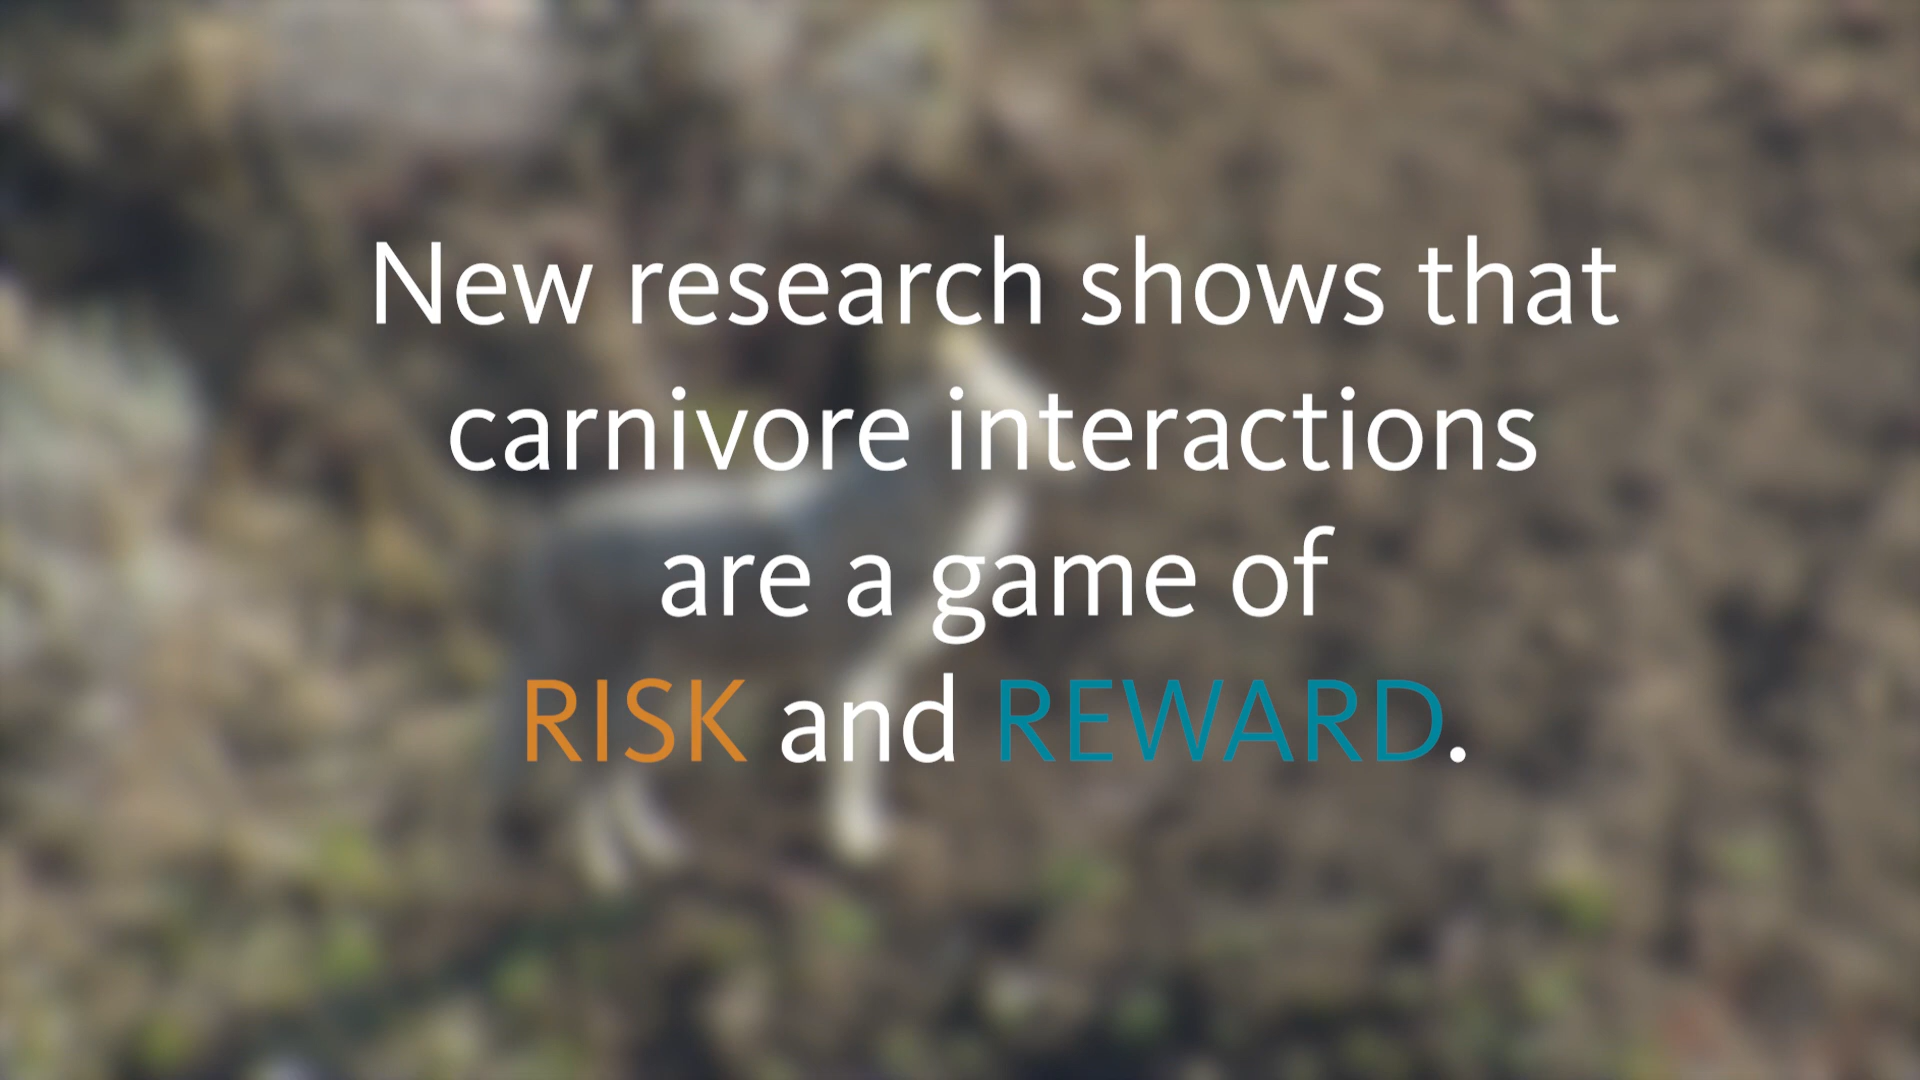 New research shows that
carnivore interactions
are a game of
RISK and REWARD.